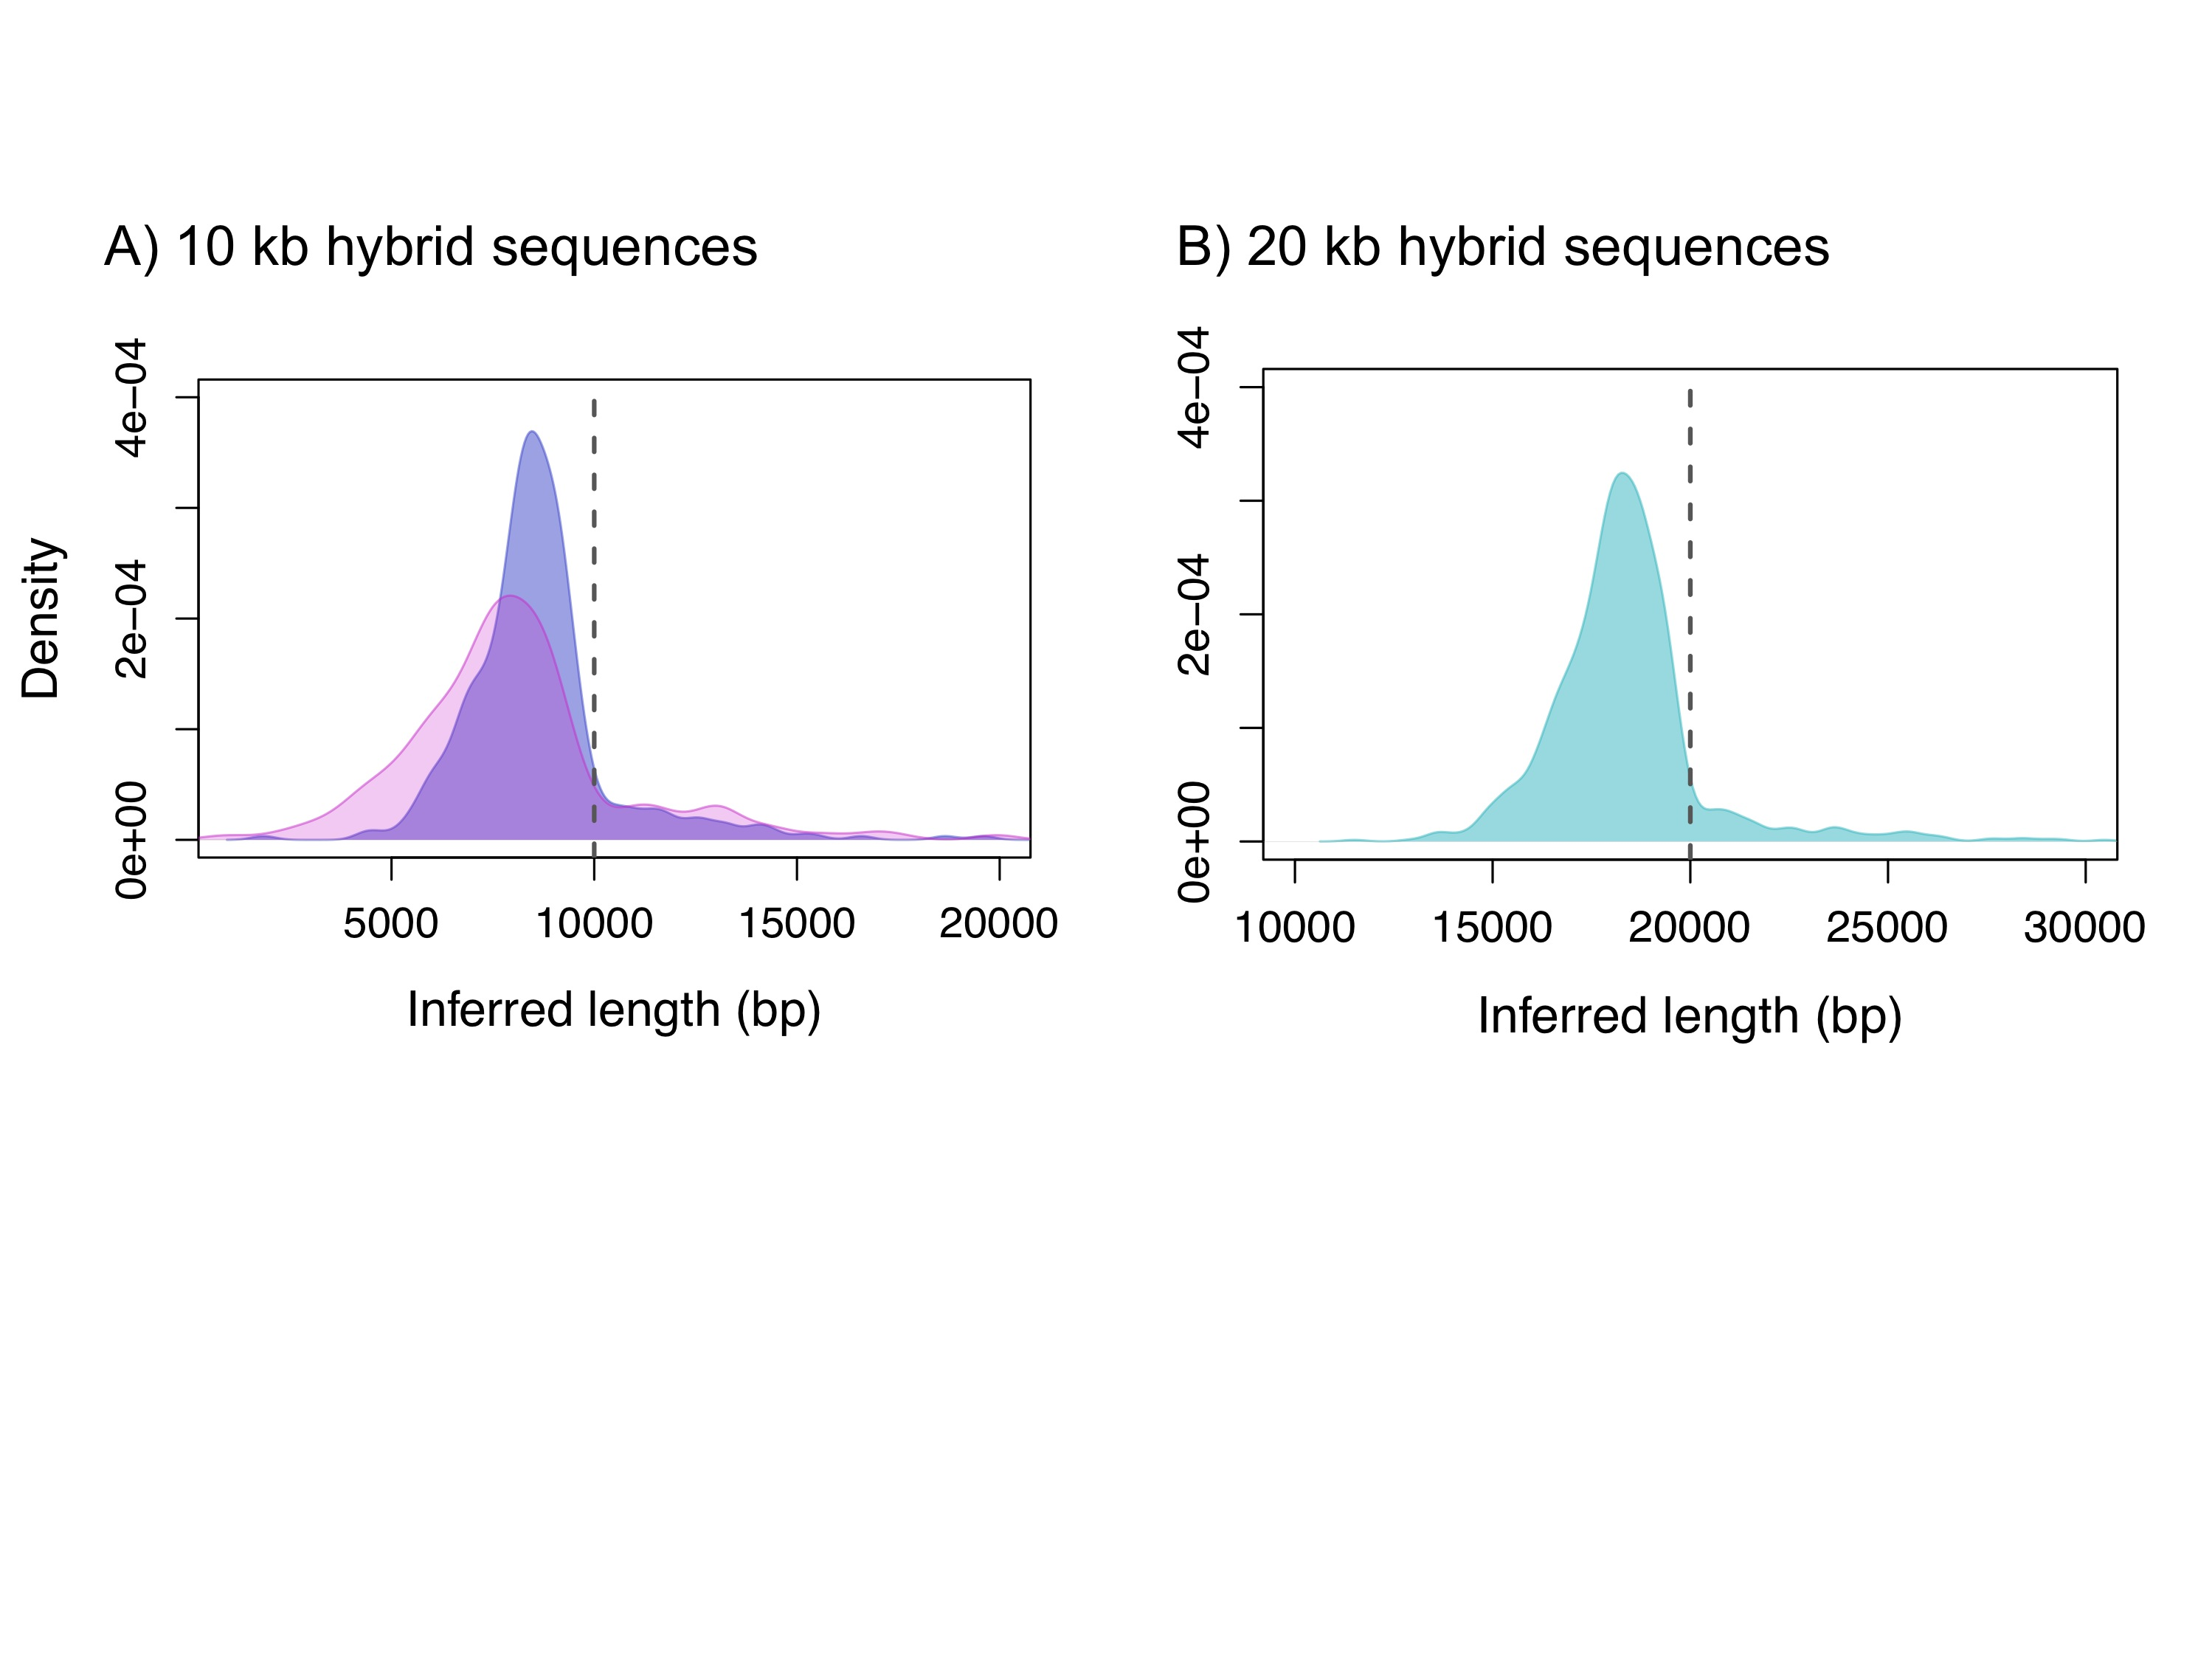 A) 10 kb hybrid sequences
Density
4e−04
2e−04
0e+00
5000 10000 15000 20000
Inferred length (bp)
B) 20 kb hybrid sequences
4e−04
2e−04
0e+00
10000 15000 20000 25000 30000
Inferred length (bp)